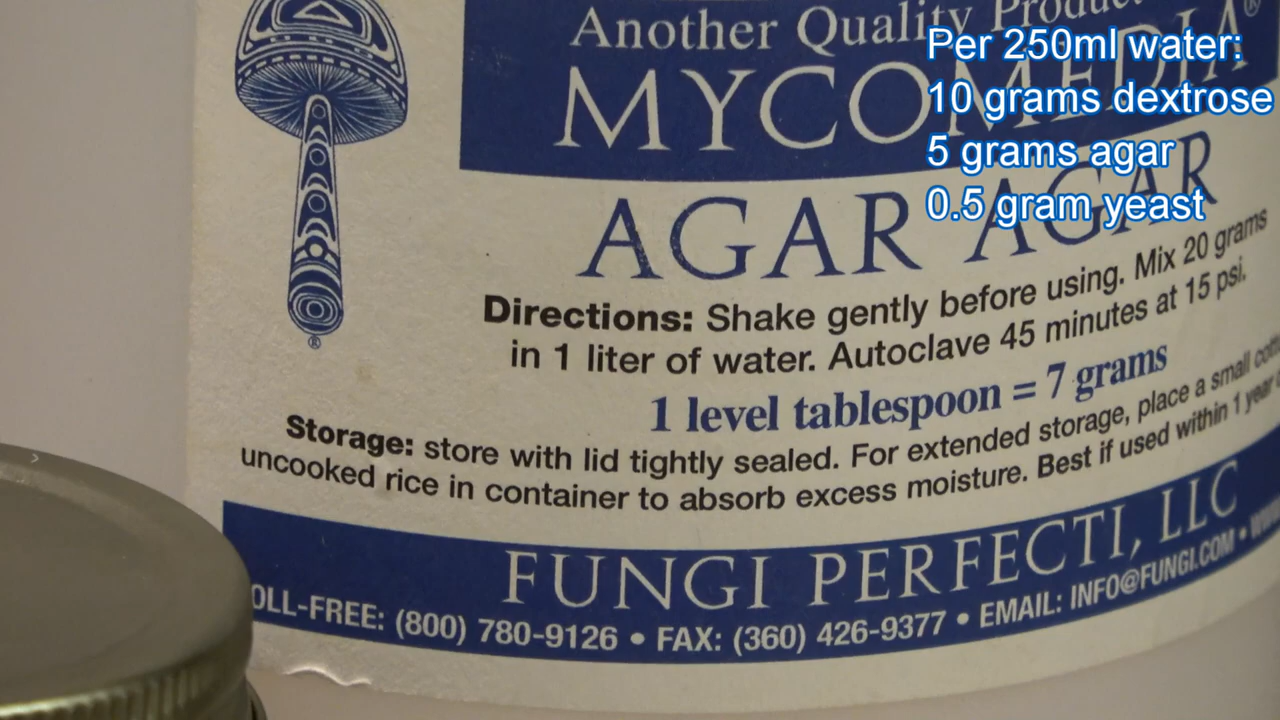 Another Quality Product
Per 250ml water:
MYCOMEDIA®
10 grams dextrose
5 grams agar
AGAR AGAR
0.5 gram yeast
Directions: Shake gently before using. Mix 20 grams
in 1 liter of water. Autoclave 45 minutes at 15 psi.
1 level tablespoon = 7 grams
Storage: store with lid tightly sealed. For extended storage, place a small
uncooked rice in container to absorb excess moisture. Best if used within 1 year
FUNGI PERFECTI, LLC
OLL-FREE: (800) 780-9126 • FAX: (360) 426-9377 • EMAIL: INFO@FUNGI.COM •
®